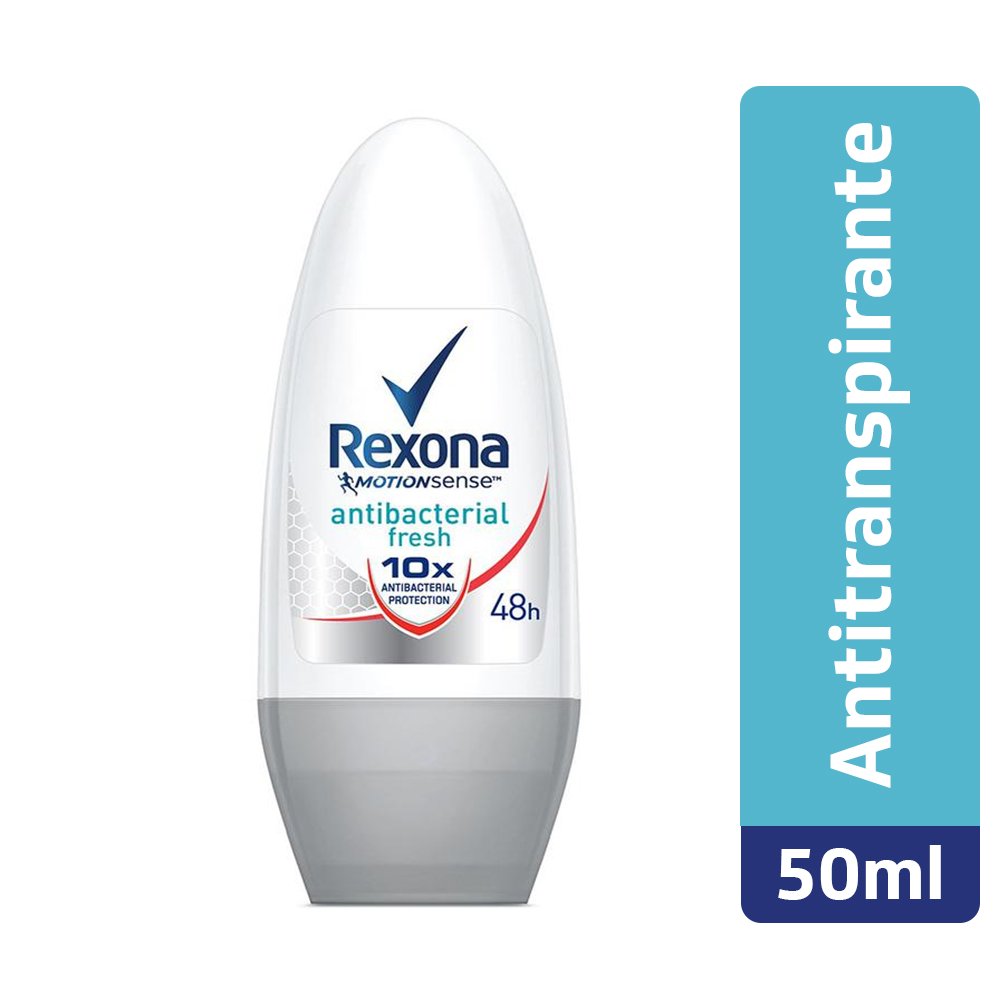 Rexona
MOTIONsense™
antibacterial
fresh
10x
ANTIBACTERIAL
PROTECTION
48h
Antitranspirante
50ml